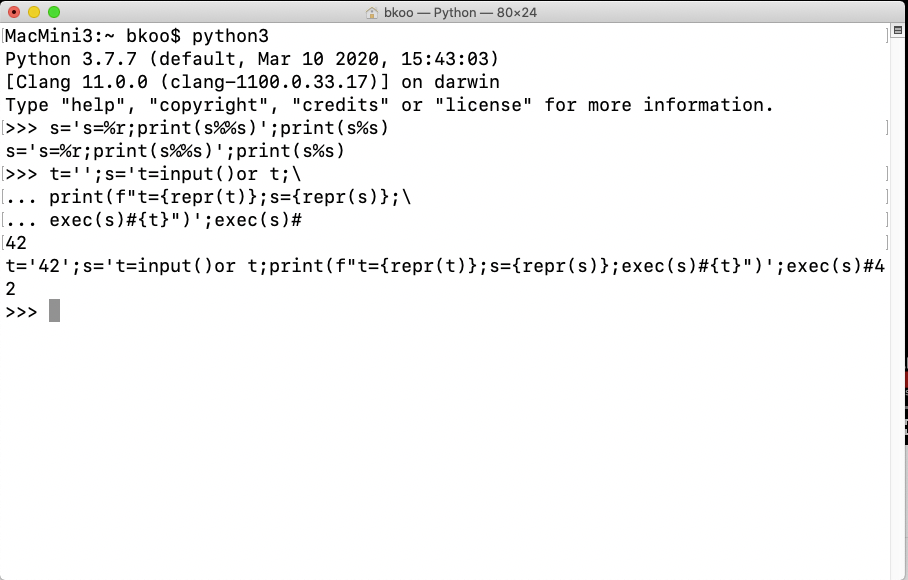 bkoo — Python — 80×24
MacMini3:~ bkoo$ python3
Python 3.7.7 (default, Mar 10 2020, 15:43:03)
[Clang 11.0.0 (clang-1100.0.33.17)] on darwin
Type "help", "copyright", "credits" or "license" for more information.
>>> s='s=%r;print(s%%s)';print(s%s)
s='s=%r;print(s%%s)';print(s%s)
>>> t='';s='t=input()or t;\
... print(f"t={repr(t)};s={repr(s)};\
... exec(s)#{t}")';exec(s)#
42
t='42';s='t=input()or t;print(f"t={repr(t)};s={repr(s)};exec(s)#{t}")';exec(s)#4
2
>>>